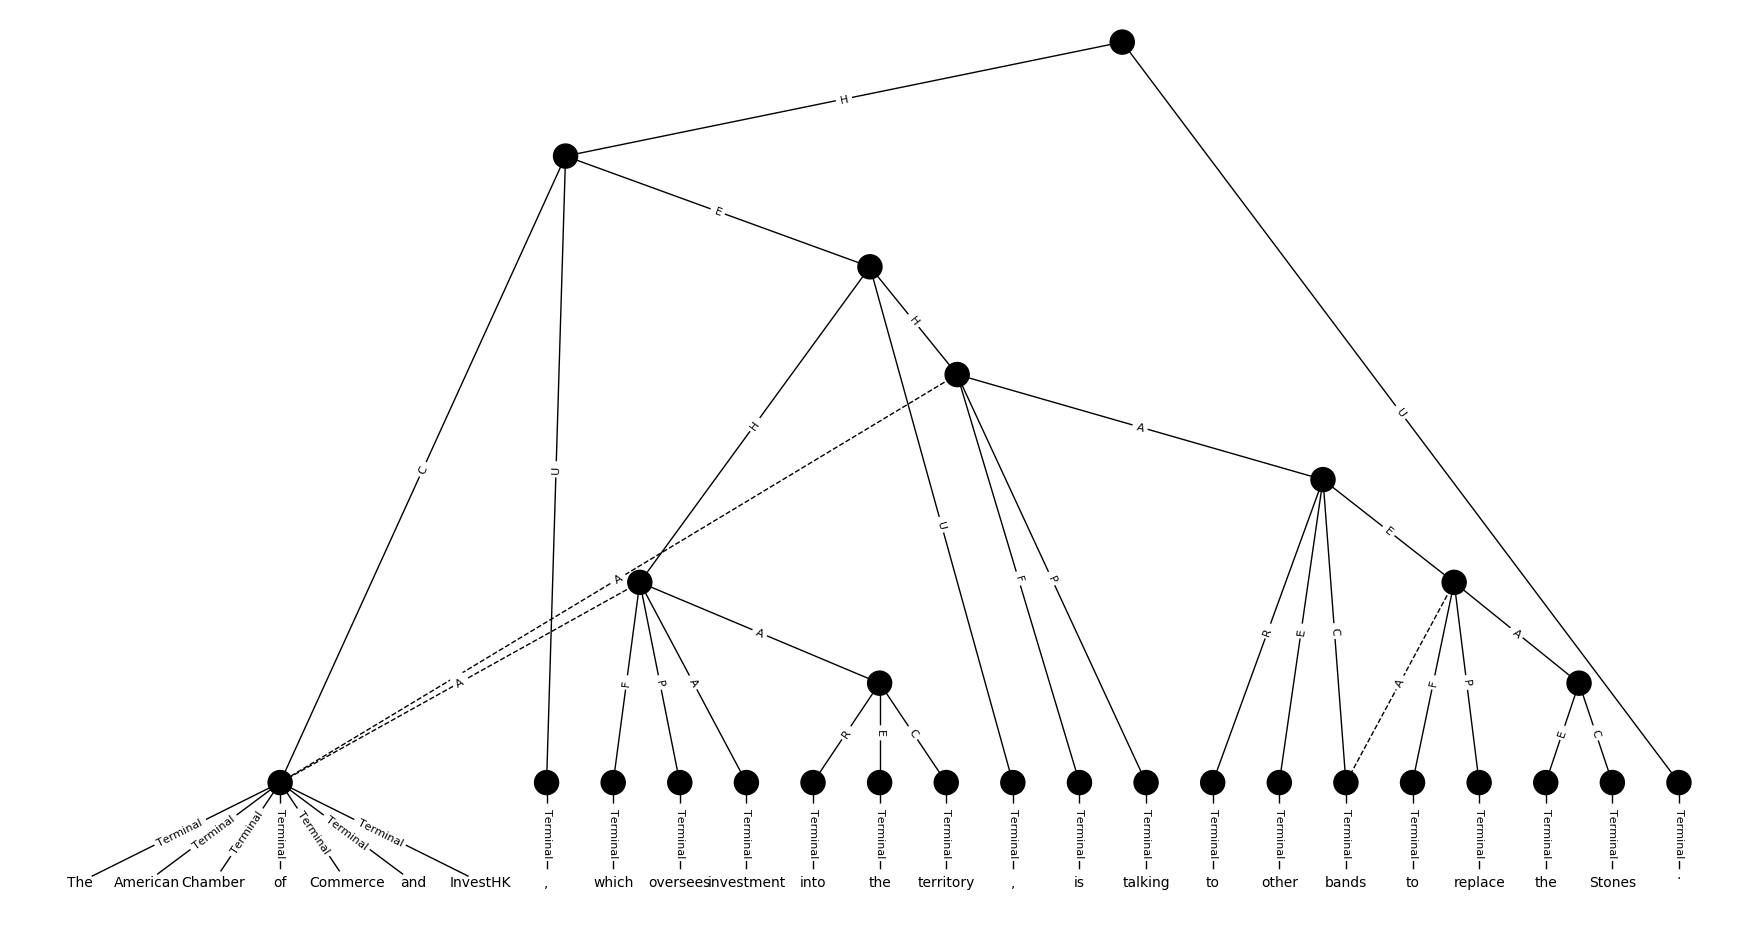 H
E
H
C
U
H
A
U
E
A
U
F
P
A
R
E
C
A
F
P
A
A
F
P
A
R
E
C
E
C
Terminal Terminal Terminal Terminal Terminal Terminal Terminal Terminal Terminal Terminal Terminal Terminal Terminal Terminal Terminal Terminal Terminal Terminal Terminal Terminal Terminal Terminal Terminal Terminal Terminal
The American Chamber of Commerce and InvestHK , which oversees investment into the territory , is talking to other bands to replace the Stones .